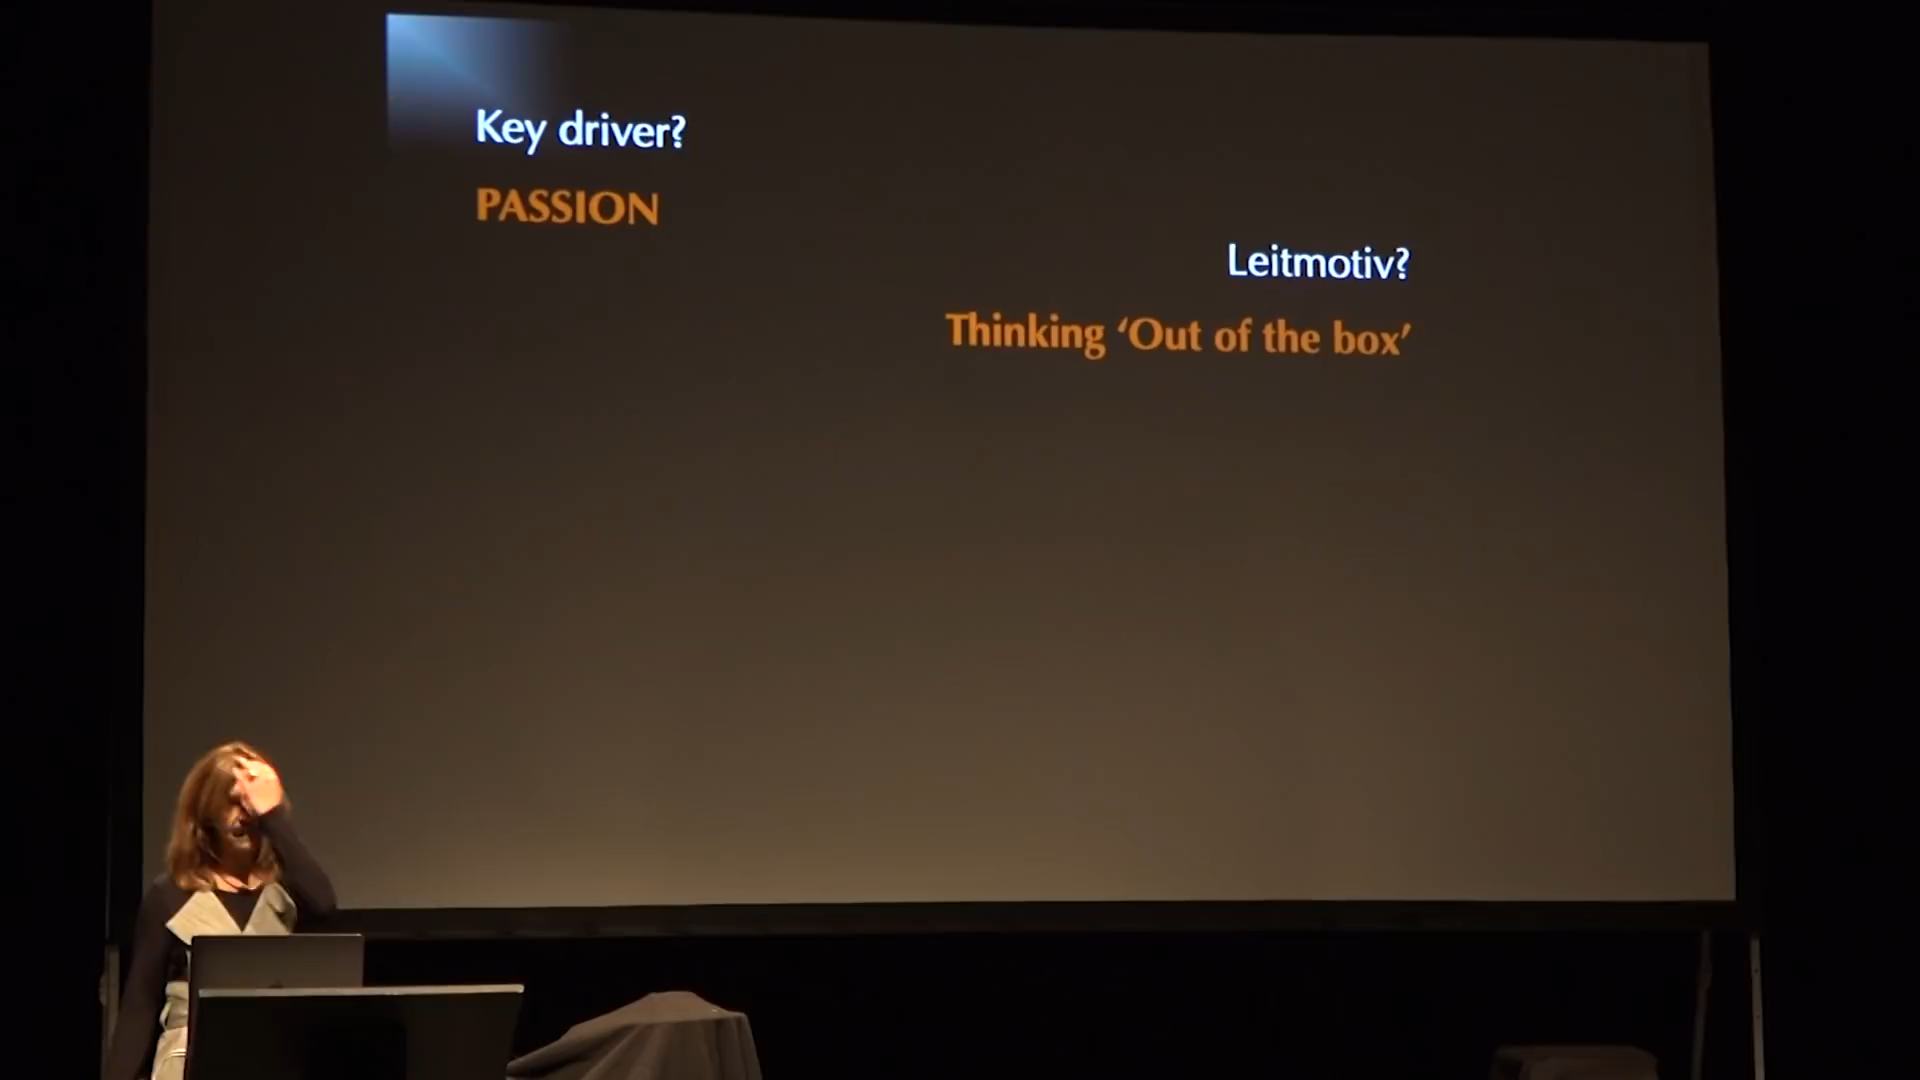 Key driver?
PASSION
Leitmotiv?
Thinking ‘Out of the box’